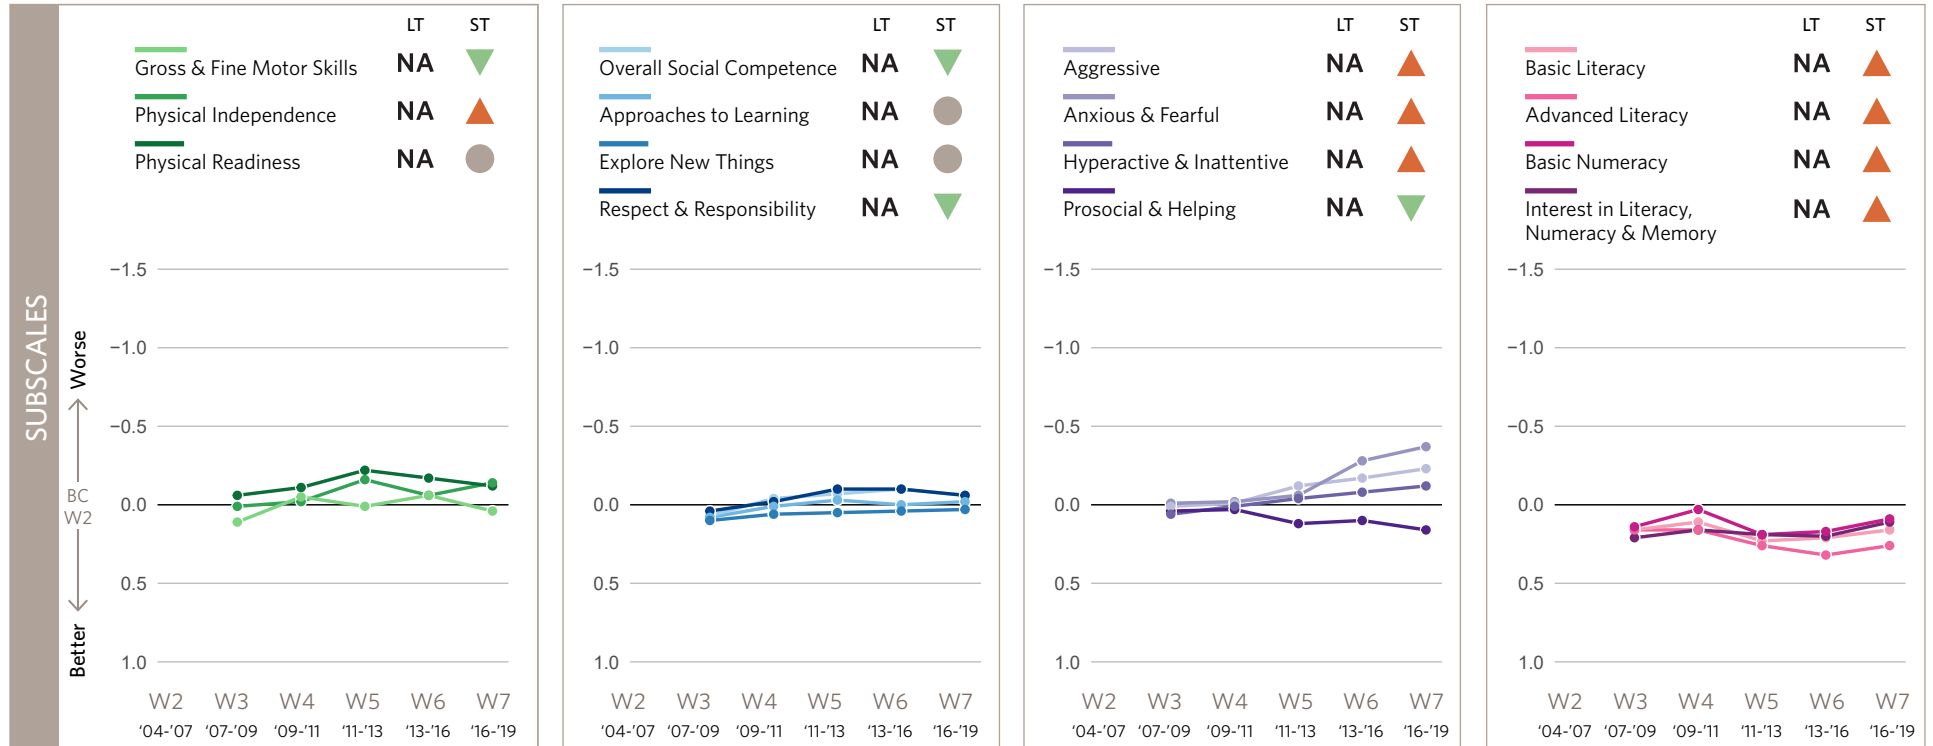 SUBSCALES
Worse
BC
W2
Better
LT ST
Gross & Fine Motor Skills NA
Physical Independence NA
Physical Readiness NA
−1.5
−1.0
−0.5
0.0
0.5
1.0
W2 W3 W4 W5 W6 W7
‘04-’07 ‘07-’09 ‘09-’11 ‘11-’13 ‘13-’16 ‘16-’19
LT ST
Overall Social Competence NA
Approaches to Learning NA
Explore New Things NA
Respect & Responsibility NA
−1.5
−1.0
−0.5
0.0
0.5
1.0
W2 W3 W4 W5 W6 W7
‘04-’07 ‘07-’09 ‘09-’11 ‘11-’13 ‘13-’16 ‘16-’19
LT ST
Aggressive NA
Anxious & Fearful NA
Hyperactive & Inattentive NA
Prosocial & Helping NA
−1.5
−1.0
−0.5
0.0
0.5
1.0
W2 W3 W4 W5 W6 W7
‘04-’07 ‘07-’09 ‘09-’11 ‘11-’13 ‘13-’16 ‘16-’19
LT ST
Basic Literacy NA
Advanced Literacy NA
Basic Numeracy NA
Interest in Literacy, NA
Numeracy & Memory
−1.5
−1.0
−0.5
0.0
0.5
1.0
W2 W3 W4 W5 W6 W7
‘04-’07 ‘07-’09 ‘09-’11 ‘11-’13 ‘13-’16 ‘16-’19